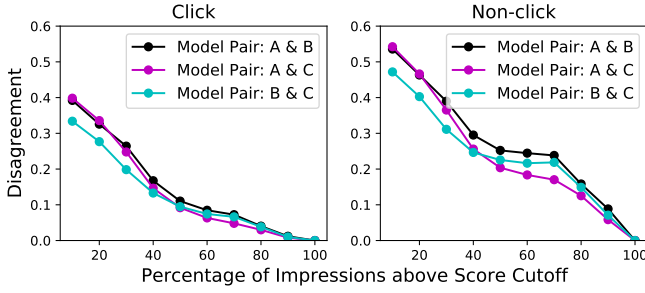 Click
Non-click
Disagreement
0.6
0.5
0.4
0.3
0.2
0.1
0.0
Model Pair: A & B
Model Pair: A & C
Model Pair: B & C
20
40
60
80
100
0.6
0.5
0.4
0.3
0.2
0.1
0.0
Model Pair: A & B
Model Pair: A & C
Model Pair: B & C
20
40
60
80
100
Percentage of Impressions above Score Cutoff